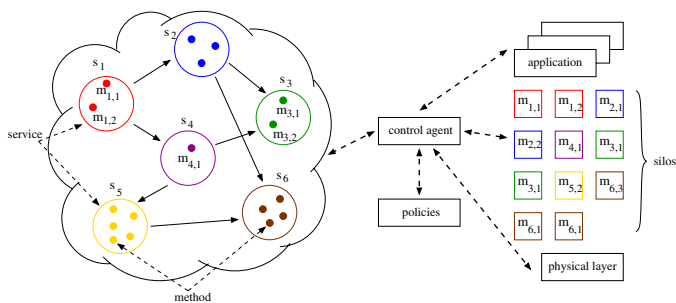 s2
s1
m1,1
m1,2
service
s3
m3,1
m3,2
s4
m4,1
s5
s6
method
control agent
policies
application
m1,1 m1,2 m2,1
m2,2 m4,1 m3,1
m3,1 m5,2 m6,3
m6,1 m6,1
silos
physical layer